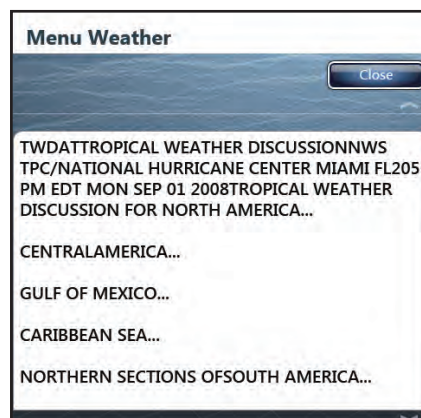 Menu Weather
Close
TWDATTROPICAL WEATHER DISCUSSIONNWS
TPC/NATIONAL HURRICANE CENTER MIAMI FL205
PM EDT MON SEP 01 2008TROPICAL WEATHER
DISCUSSION FOR NORTH AMERICA...
CENTRALAMERICA...
GULF OF MEXICO...
CARIBBEAN SEA...
NORTHERN SECTIONS OFSOUTH AMERICA...